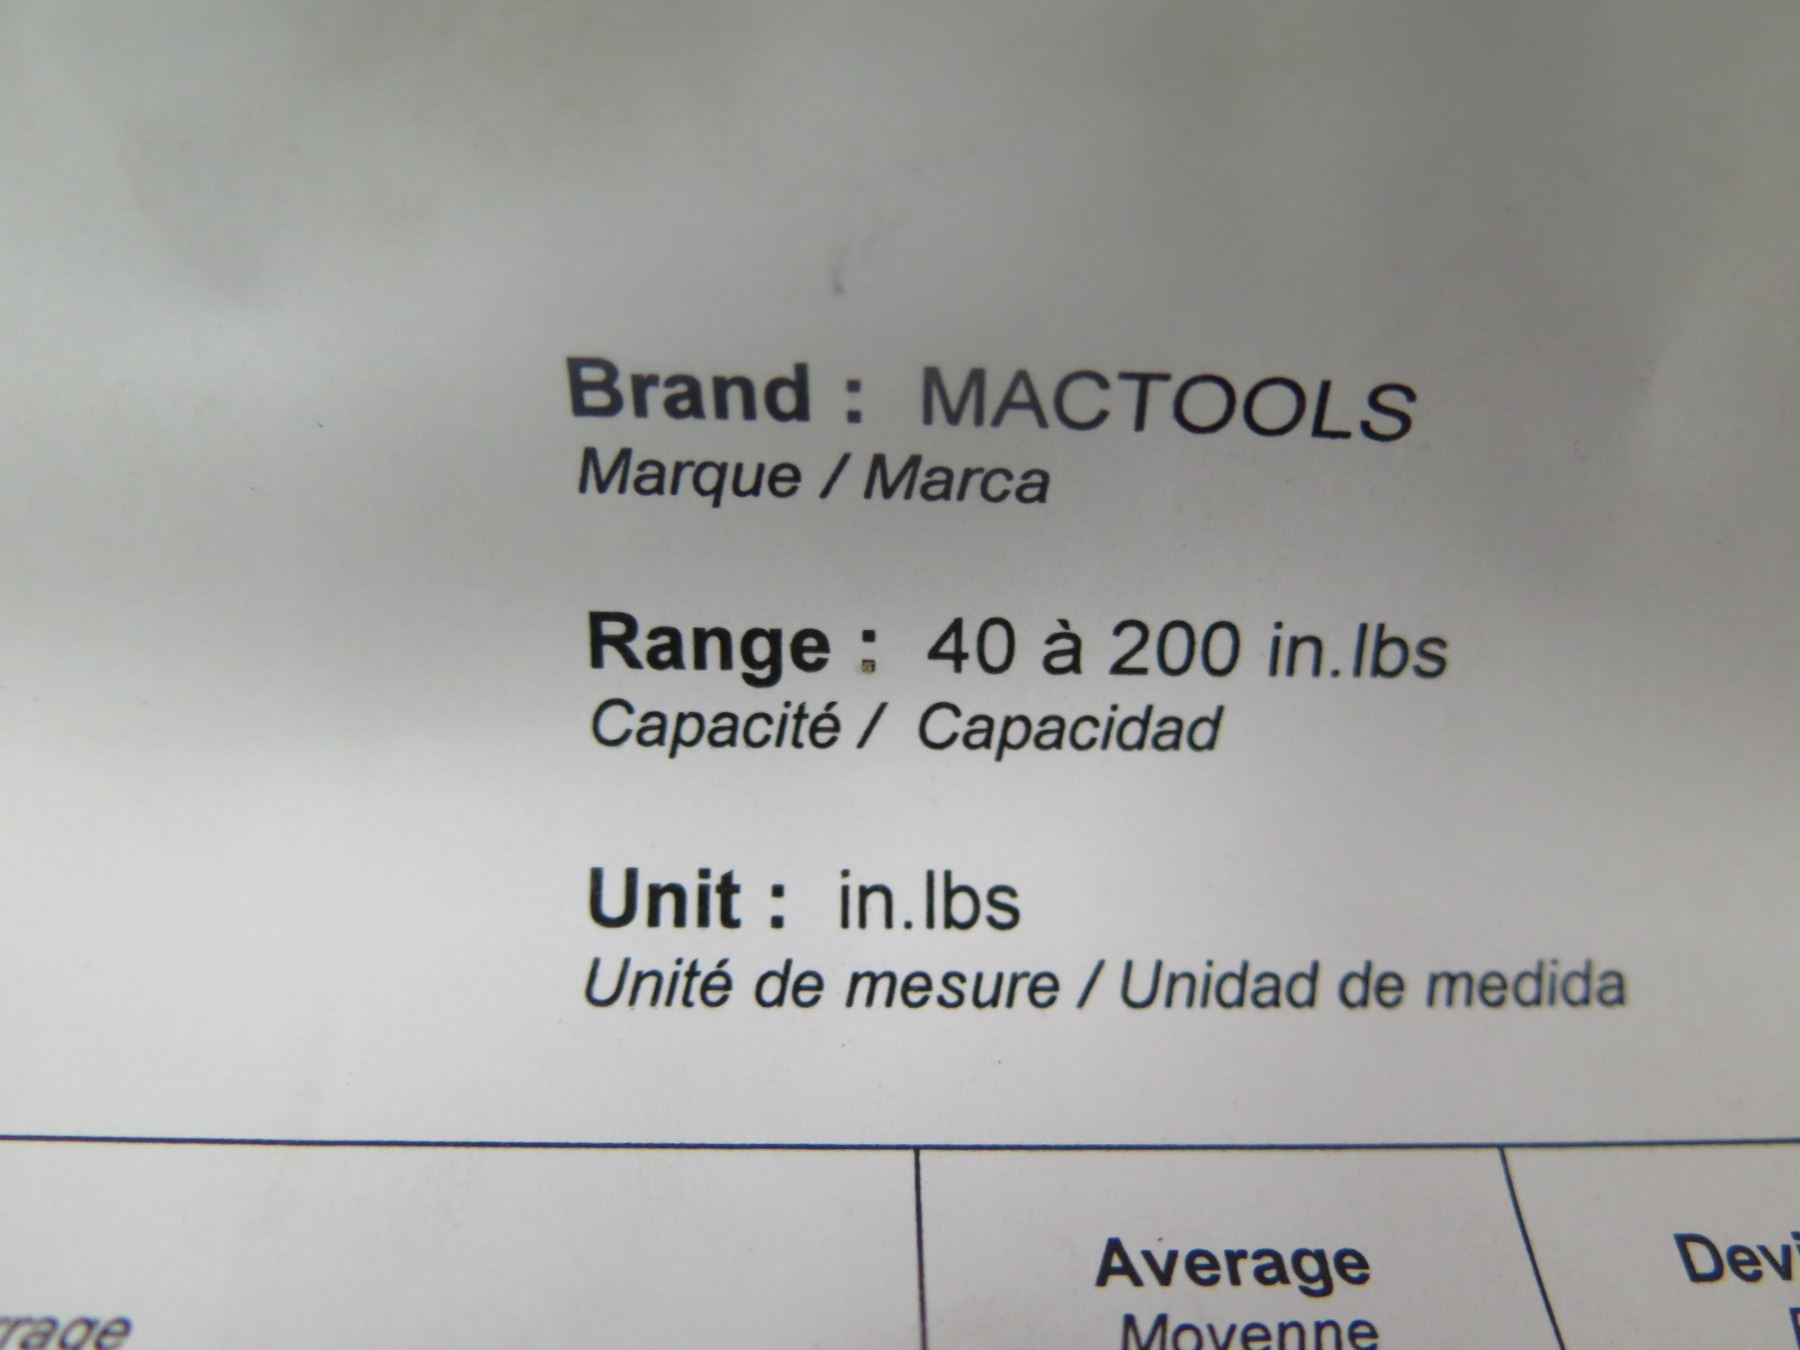 Brand : MACTOOLS
Marque / Marca
Range : 40 à 200 in.lbs
Capacité / Capacidad
Unit : in.lbs
Unité de mesure / Unidad de medida
Average
Moyenne